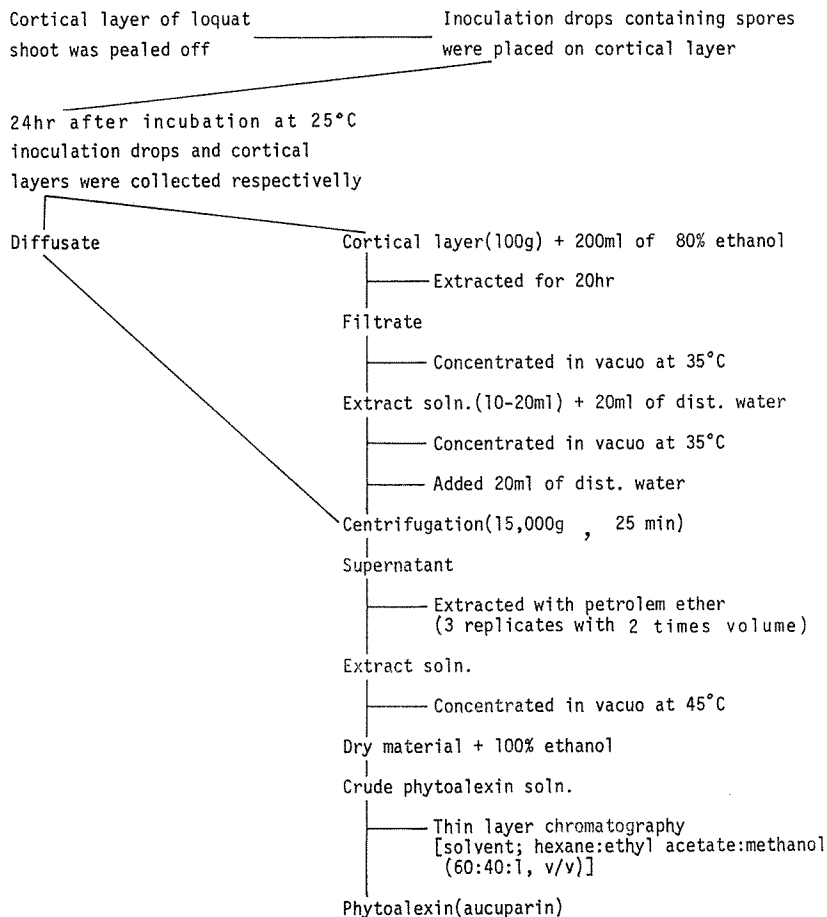 Cortical layer of loquat
shoot was pealed off
Inoculation drops containing spores
were placed on cortical layer
24hr after incubation at 25°C
inoculation drops and cortical
layers were collected respectivelly
Diffusate
Cortical layer(100g) + 200ml of 80% ethanol
Extracted for 20hr
Filtrate
Concentrated in vacuo at 35°C
Extract soln.(10-20ml) + 20ml of dist. water
Concentrated in vacuo at 35°C
Added 20ml of dist. water
Centrifugation(15,000g , 25 min)
Supernatant
Extracted with petrolem ether
(3 replicates with 2 times volume)
Extract soln.
Concentrated in vacuo at 45°C
Dry material + 100% ethanol
Crude phytoalexin soln.
Thin layer chromatography
[solvent; hexane:ethyl acetate:methanol
(60:40:1, v/v)]
Phytoalexin(aucuparin)